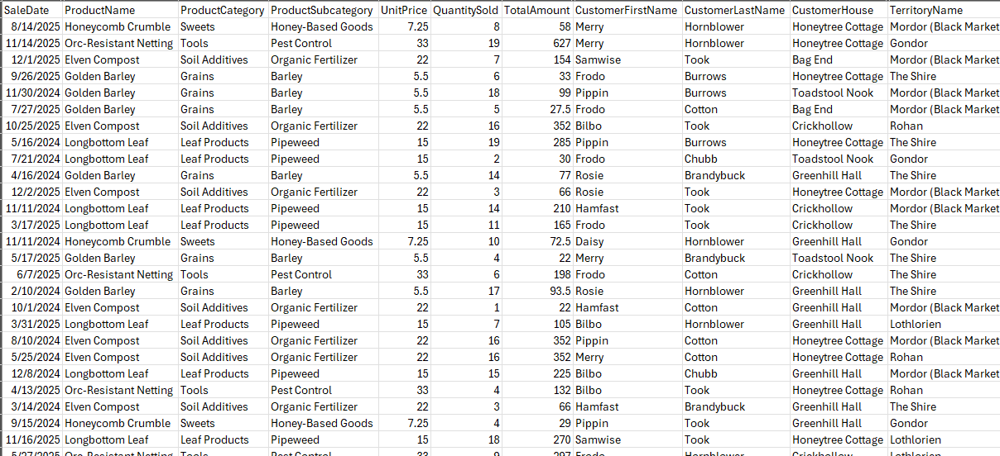 SaleDate ProductName ProductCategory ProductSubcategory UnitPrice QuantitySold TotalAmount CustomerFirstName CustomerLastName CustomerHouse TerritoryName
8/14/2025 Honeycomb Crumble Sweets Honey-Based Goods 7.25 8 58 Merry Hornblower Honeytree Cottage Mordor (Black Market
11/14/2025 Orc-Resistant Netting Tools Pest Control 33 19 627 Merry Hornblower Honeytree Cottage Gondor
12/1/2025 Elven Compost Soil Additives Organic Fertilizer 22 7 154 Samwise Took Bag End Mordor (Black Market
9/26/2025 Golden Barley Grains Barley 5.5 6 33 Frodo Burrows Honeytree Cottage The Shire
11/30/2024 Golden Barley Grains Barley 5.5 18 99 Pippin Burrows Toadstool Nook Mordor (Black Market
7/27/2025 Golden Barley Grains Barley 5.5 5 27.5 Frodo Cotton Bag End Mordor (Black Market
10/25/2025 Elven Compost Soil Additives Organic Fertilizer 22 16 352 Bilbo Took Crickhollow Rohan
5/16/2024 Longbottom Leaf Leaf Products Pipeweed 15 19 285 Pippin Burrows Honeytree Cottage The Shire
7/21/2024 Longbottom Leaf Leaf Products Pipeweed 15 2 30 Frodo Chubb Toadstool Nook Gondor
4/16/2024 Golden Barley Grains Barley 5.5 14 77 Rosie Brandybuck Greenhill Hall The Shire
12/2/2025 Elven Compost Soil Additives Organic Fertilizer 22 3 66 Rosie Took Honeytree Cottage Mordor (Black Market
11/11/2024 Longbottom Leaf Leaf Products Pipeweed 15 14 210 Hamfast Took Crickhollow Mordor (Black Market
3/17/2025 Longbottom Leaf Leaf Products Pipeweed 15 11 165 Frodo Took Crickhollow The Shire
11/11/2024 Honeycomb Crumble Sweets Honey-Based Goods 7.25 10 72.5 Daisy Hornblower Greenhill Hall Gondor
5/17/2025 Golden Barley Grains Barley 5.5 4 22 Merry Brandybuck Toadstool Nook The Shire
6/7/2025 Orc-Resistant Netting Tools Pest Control 33 6 198 Frodo Cotton Crickhollow The Shire
2/10/2024 Golden Barley Grains Barley 5.5 17 93.5 Rosie Hornblower Greenhill Hall The Shire
10/1/2024 Elven Compost Soil Additives Organic Fertilizer 22 1 22 Hamfast Cotton Greenhill Hall Mordor (Black Market
3/31/2025 Longbottom Leaf Leaf Products Pipeweed 15 7 105 Bilbo Hornblower Greenhill Hall Lothlorien
8/10/2024 Elven Compost Soil Additives Organic Fertilizer 22 16 352 Pippin Cotton Honeytree Cottage Mordor (Black Market
5/25/2024 Elven Compost Soil Additives Organic Fertilizer 22 16 352 Merry Cotton Honeytree Cottage Rohan
12/8/2024 Longbottom Leaf Leaf Products Pipeweed 15 15 225 Bilbo Chubb Greenhill Hall Mordor (Black Market
4/13/2025 Orc-Resistant Netting Tools Pest Control 33 4 132 Bilbo Took Honeytree Cottage Rohan
3/14/2024 Elven Compost Soil Additives Organic Fertilizer 22 3 66 Hamfast Brandybuck Greenhill Hall The Shire
9/15/2024 Honeycomb Crumble Sweets Honey-Based Goods 7.25 4 29 Pippin Took Greenhill Hall Gondor
11/16/2025 Longbottom Leaf Leaf Products Pipeweed 15 18 270 Samwise Took Honeytree Cottage Lothlorien
5/27/2025 Orc-Resistant Netting Tools Pest Control 33 9 297 Frodo Hornblower Crickhollow The Shire